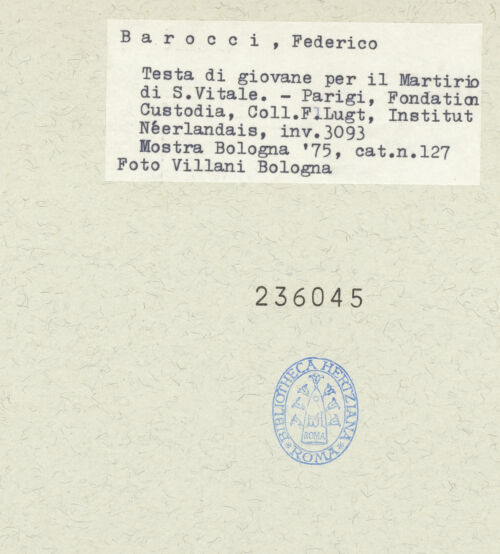 Barocci, Federico
Testa di giovane per il Martirio
di S.Vitale. - Parigi, Fondation
Custodia, Coll.F.Lugt, Institut
Néerlandais, inv.3093
Mostra Bologna '75, cat.n.127
Foto Villani Bologna
236045
BIBLIOTHECA HERTZIANA
ROMA
ROMA